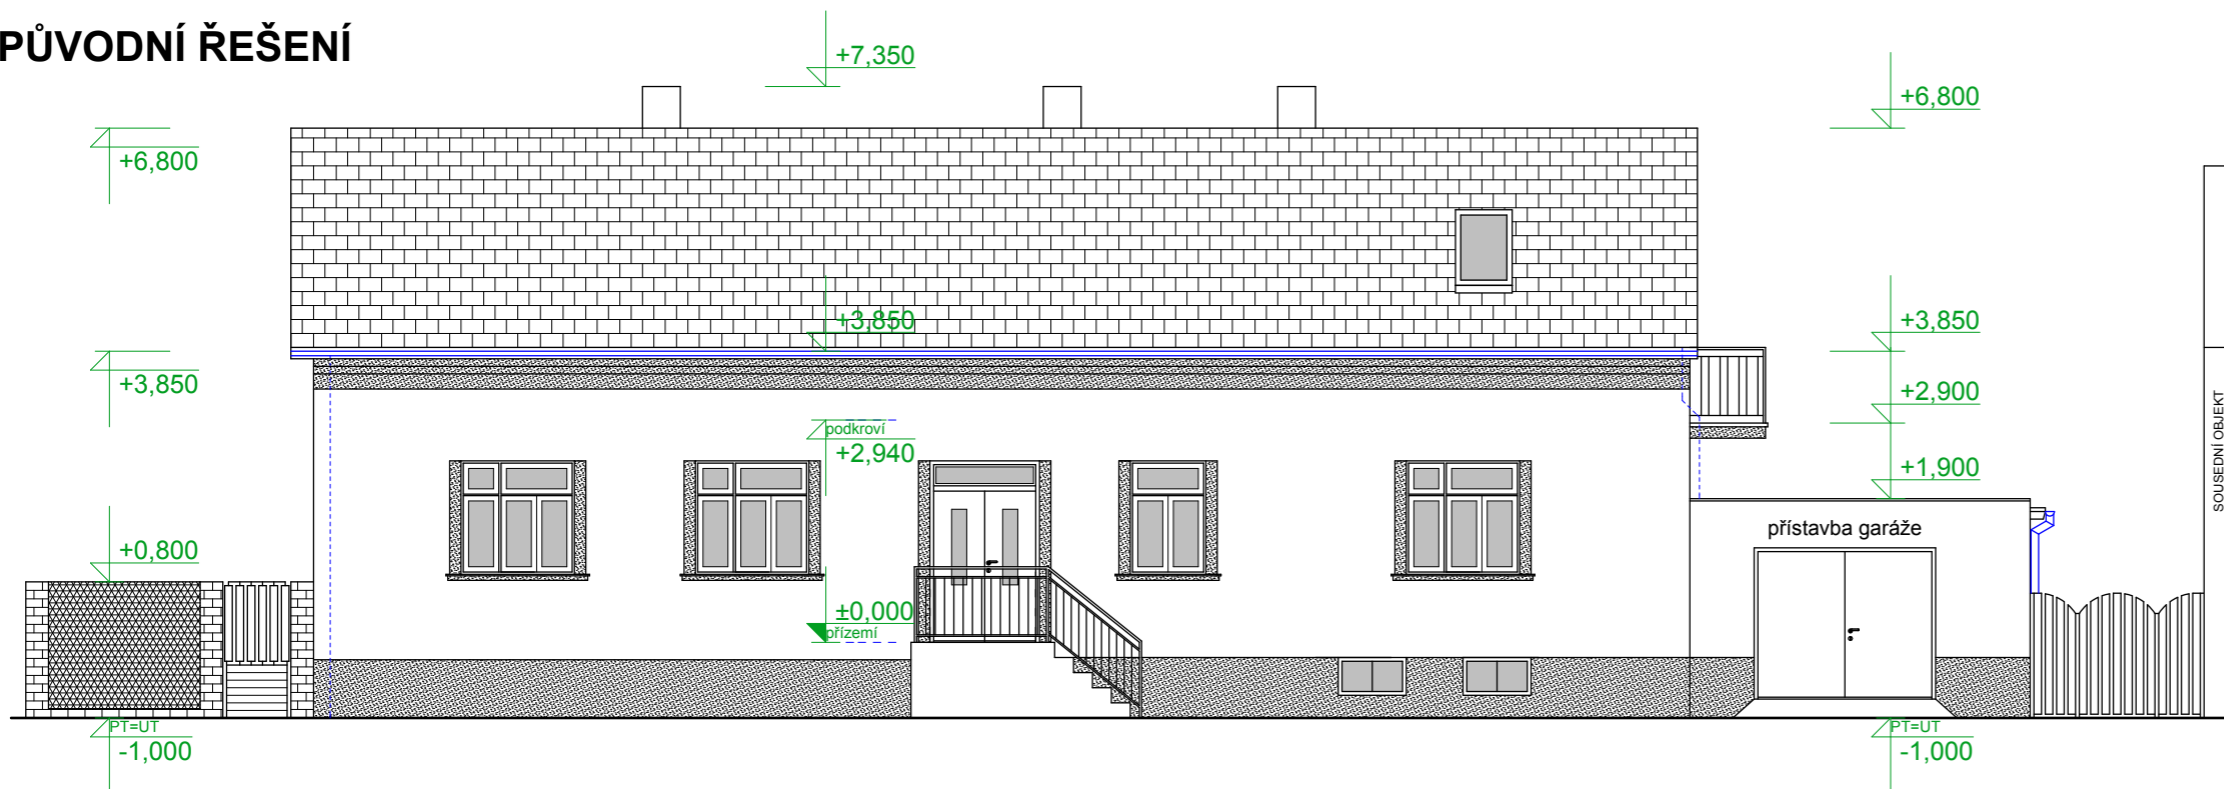 PŮVODNÍ ŘEŠENÍ
+7,350
+6,800
+6,800
+3,850
+3,850
+3,850
+2,900
podkroví
+2,940
+1,900
SOUSEDNÍ OBJEKT
přístavba garáže
+0,800
±0,000
přízemí
PT=UT
-1,000
PT=UT
-1,000